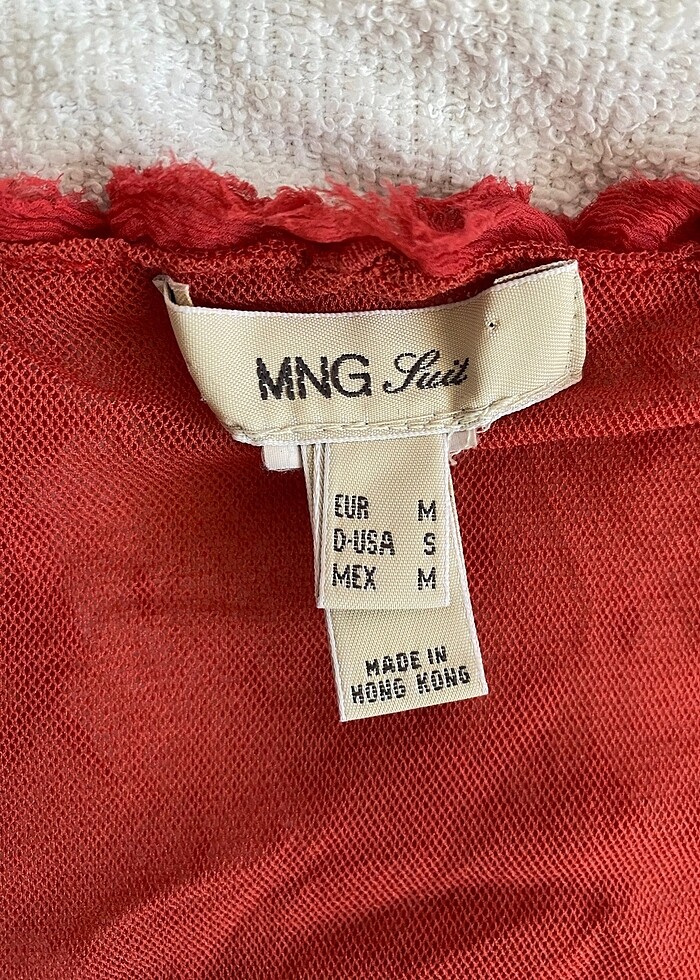 MNG Suit
EUR M
D-USA S
MEX M
MADE IN
HONG KONG